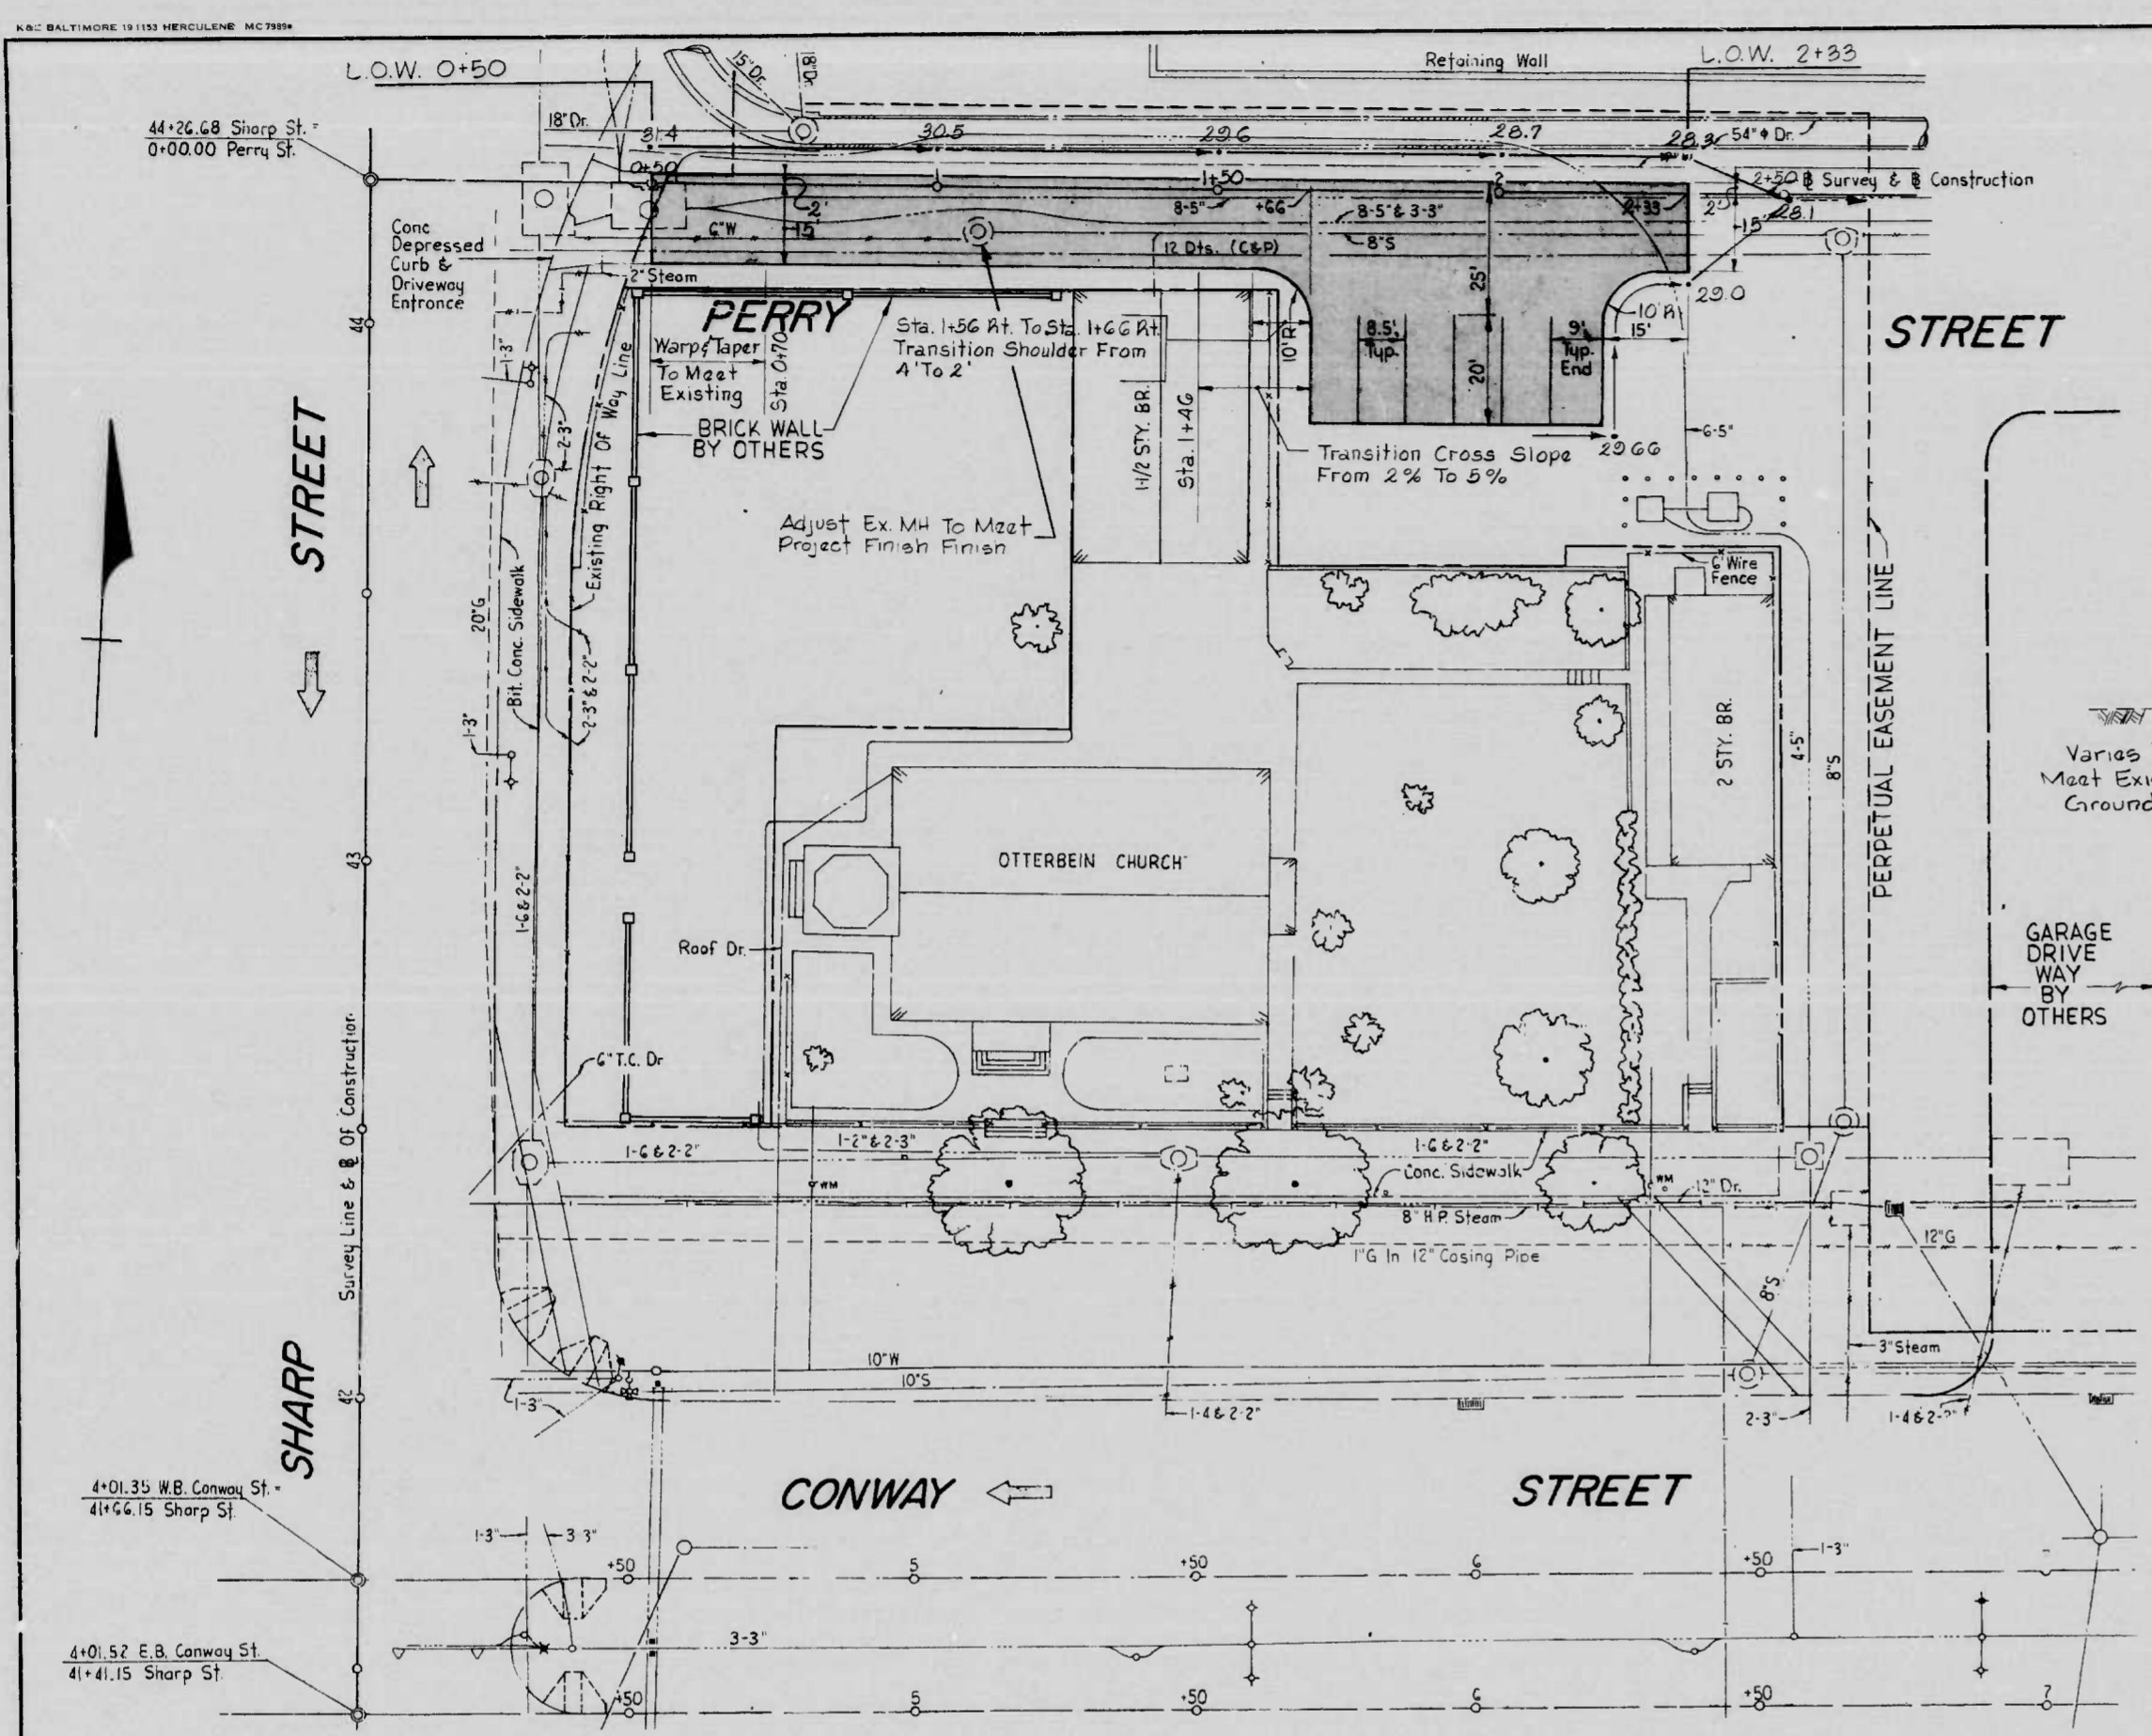 K&E BALTIMORE 19 1153 HERCULENE MC7989
L.O.W. 0+50
15" Dr.
18" Dr.
Retaining Wall
L.O.W. 2+33
44+26.68 Sharp St. =
0+00.00 Perry St.
18" Dr.
31.4
30.5
29.6
28.7
28.3
54" ϕ Dr.
0+50
1
1+50
2
2+50 ℄ Survey & ℄ Construction
2'
15'
8-5"
+66
8-5" & 3-3"
2+33
2'
15'
28.1
6"W
12 Dts. (C&P)
8"S
Conc
Depressed
Curb &
Driveway
Entrance
2" Steam
PERRY
STREET
25'
29.0
10' R
15'
44
1-3"
Sta. 1+56 Rt. To Sta. 1+66 Rt.
Transition Shoulder From
4' To 2'
Warp & Taper
To Meet
Existing
Sta. 0+70
10' R
8.5'
Typ.
9'
Typ.
End
20'
BRICK WALL
BY OTHERS
1-1/2 STY. BR.
Sta. 1+46
29 66
6-5"
Transition Cross Slope
From 2% To 5%
STREET
2-3"
Existing Right Of Way Line
Adjust Ex. MH To Meet
Project Finish Finish
6' Wire
Fence
20"G
Bit. Conc. Sidewalk
2-3" & 2-2"
1-3"
2 STY. BR.
4-5"
8"S
PERPETUAL EASEMENT LINE
Varies
Meet Exi
Ground
43
1-6 & 2-2"
OTTERBEIN CHURCH
Roof Dr.
GARAGE
DRIVE
WAY
BY
OTHERS
Survey Line & ℄ Of Construction
6" T.C. Dr
1-6 & 2-2"
1-2" & 2-3"
1-6 & 2-2"
Conc. Sidewalk
WM
WM
12" Dr.
8" H.P. Steam
1"G In 12" Casing Pipe
12"G
8"S
3" Steam
10"W
10"S
42
1-3"
1-4 & 2-2"
2-3"
1-4 & 2-2"
SHARP
CONWAY
STREET
4+01.35 W.B. Conway St. =
41+66.15 Sharp St.
1-3"
3-3"
1-3"
+50
5
+50
6
+50
4+01.52 E.B. Conway St.
41+41.15 Sharp St.
3-3"
+50
5
+50
6
+50
7